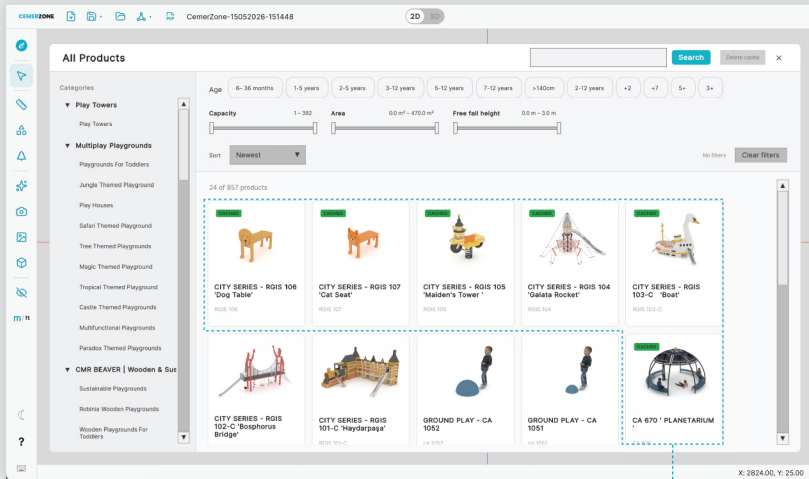 CEMERZONE
CemerZone-15052026-151448
2D 3D
All Products
Search
Delete cache
×
Categories
▼ Play Towers
Play Towers
▼ Multiplay Playgrounds
Playgrounds For Toddlers
Jungle Themed Playground
Play Houses
Safari Themed Playground
Tree Themed Playgrounds
Magic Themed Playground
Tropical Themed Playground
Castle Themed Playgrounds
Multifunctional Playgrounds
Paradox Themed Playgrounds
▼ CMR BEAVER | Wooden & Sus
Sustainable Playgrounds
Robinia Wooden Playgrounds
Wooden Playgrounds For
Toddlers
Age
6- 36 months
1-5 years
2-5 years
3-12 years
5-12 years
7-12 years
>140cm
2-12 years
+2
+7
5+
3+
Capacity 1 – 392
Area 0.0 m² – 470.0 m²
Free fall height 0.0 m – 3.0 m
Sort Newest
No filters
Clear filters
24 of 857 products
CACHED
CITY SERIES - RGIS 106
'Dog Table'
RGIS 106
CACHED
CITY SERIES - RGIS 107
'Cat Seat'
RGIS 107
CACHED
CITY SERIES - RGIS 105
'Maiden's Tower '
RGIS 105
CACHED
CITY SERIES - RGIS 104
'Galata Rocket'
RGIS 104
CACHED
CITY SERIES - RGIS
103-C 'Boat'
RGIS 103-C
CITY SERIES - RGIS
102-C 'Bosphorus
Bridge'
CITY SERIES - RGIS
101-C 'Haydarpaşa'
RGIS 101-C
GROUND PLAY - CA
1052
ca 1052
GROUND PLAY - CA
1051
ca 1051
CACHED
CA 670 ' PLANETARIUM
'
CA 670
m/ft
?
X: 2824.00, Y: 25.00